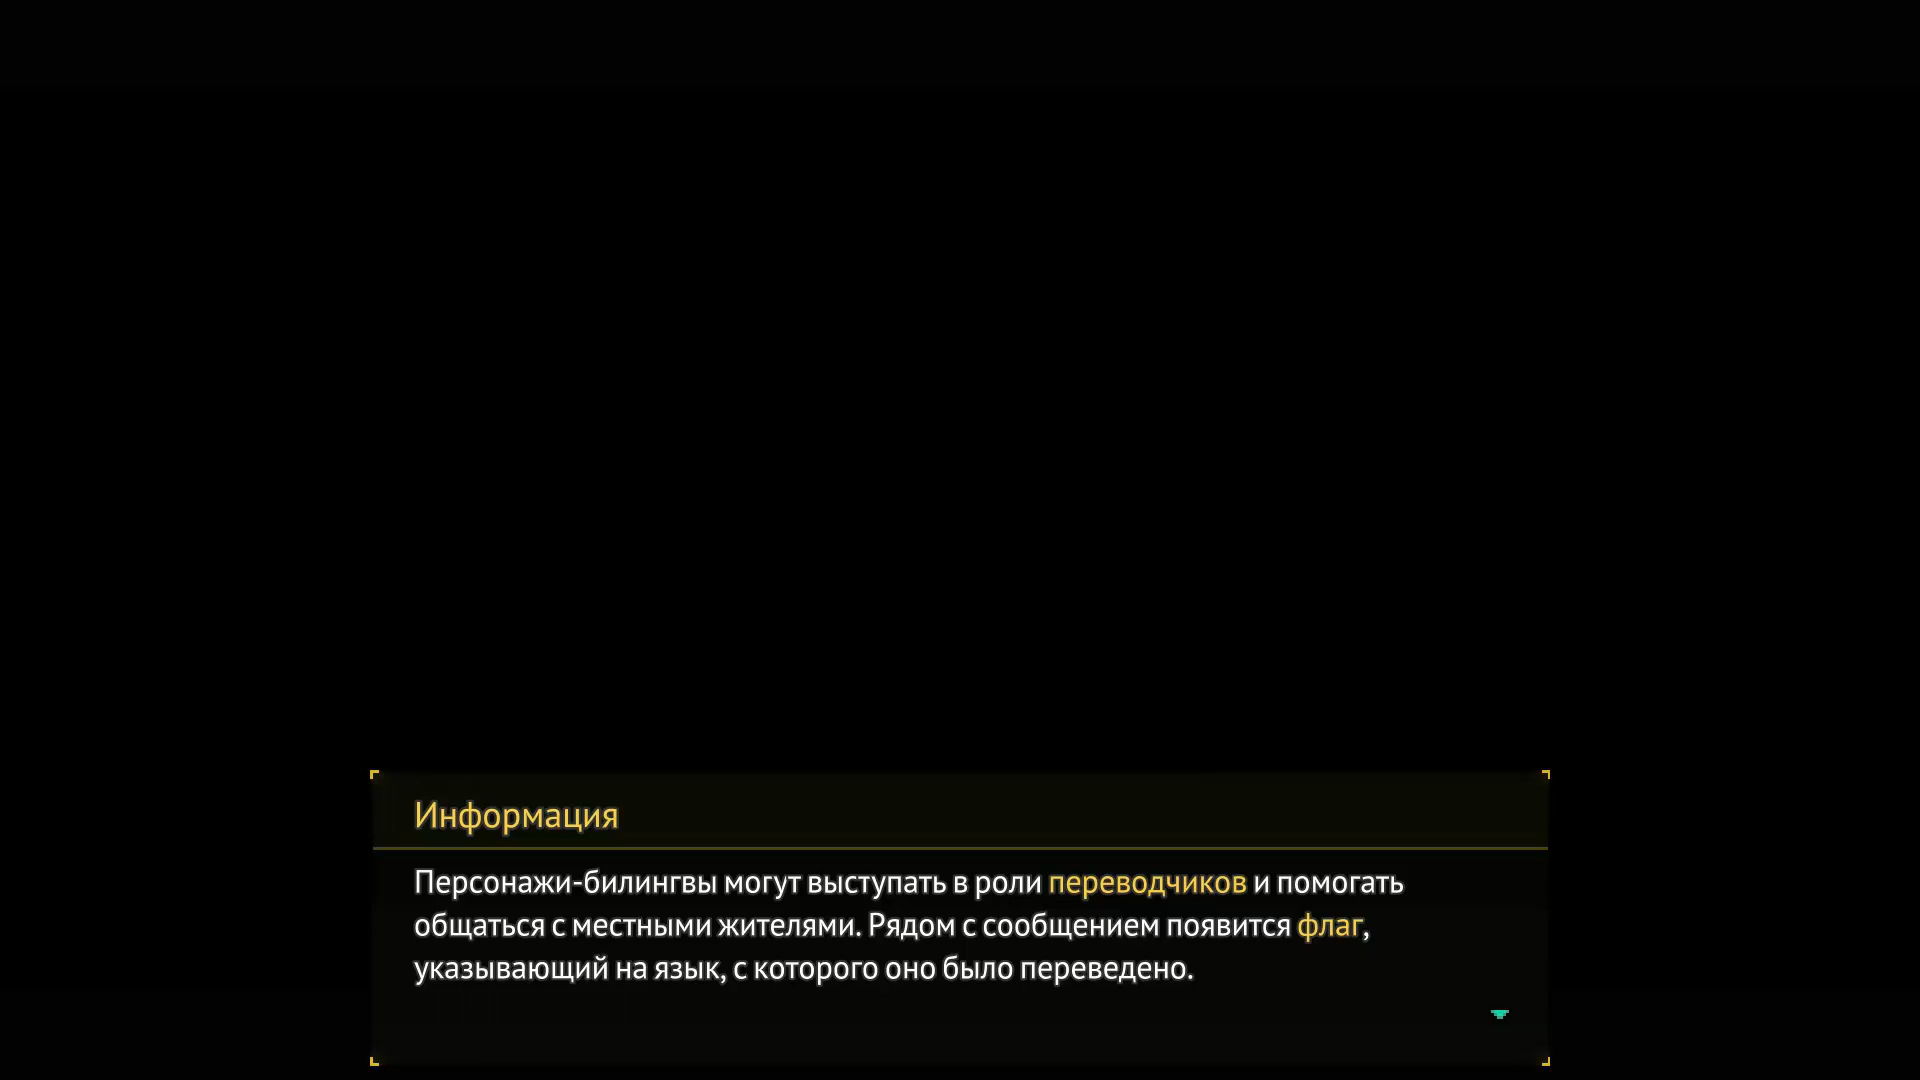 Информация
Персонажи-билингвы могут выступать в роли переводчиков и помогать
общаться с местными жителями. Рядом с сообщением появится флаг,
указывающий на язык, с которого оно было переведено.